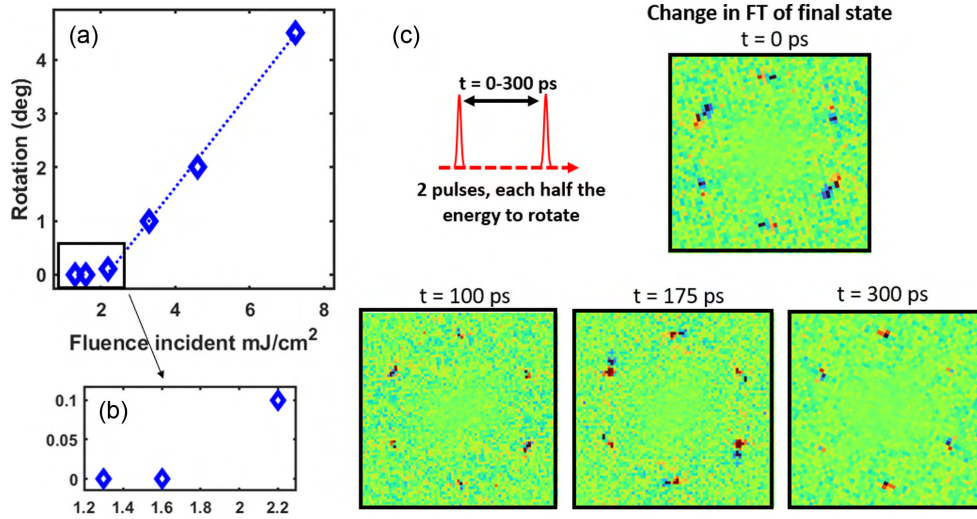 (a)
Rotation (deg)
4
3
2
1
0
2
4
6
8
Fluence incident mJ/cm²
(b)
0.1
0.05
0
1.2
1.4
1.6
1.8
2
2.2
(c)
t = 0-300 ps
2 pulses, each half the
energy to rotate
Change in FT of final state
t = 0 ps
t = 100 ps
t = 175 ps
t = 300 ps